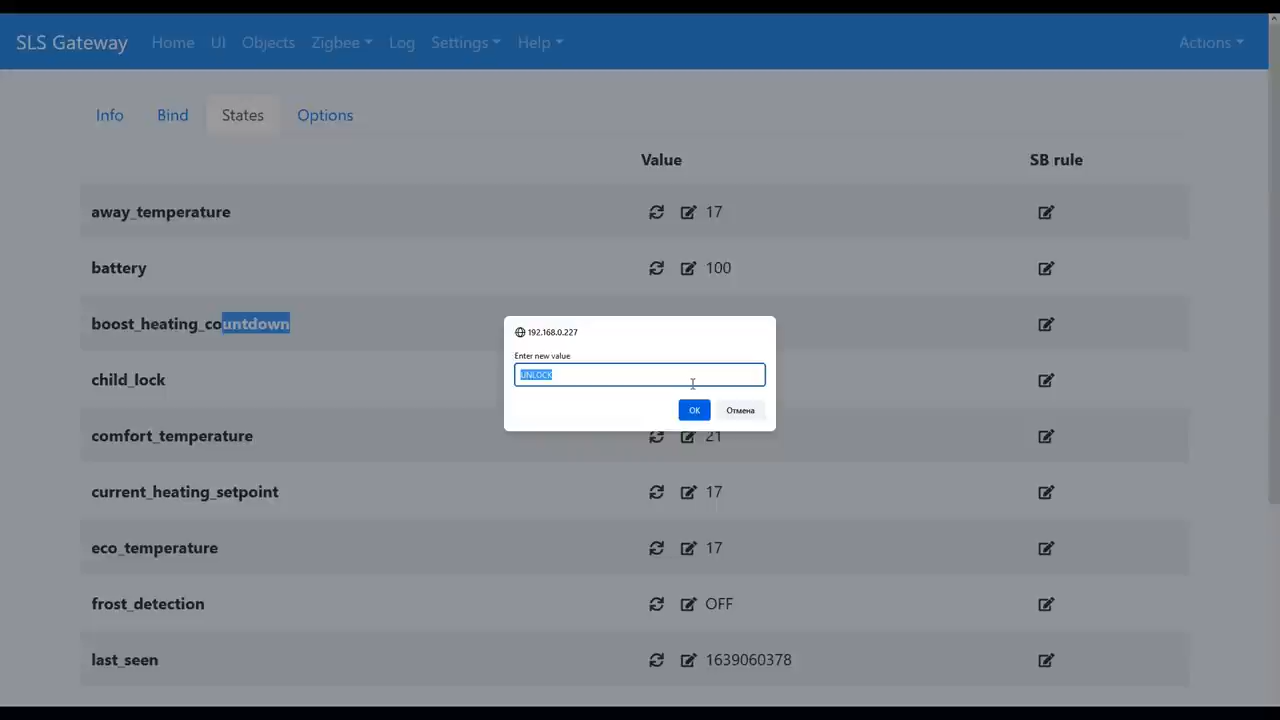 SLS Gateway Home UI Objects Zigbee Log Settings Help Actions
Info Bind States Options
Value SB rule
away_temperature 17
battery 100
boost_heating_countdown
192.168.0.227
Enter new value
UNLOCK
child_lock
OK Отмена
comfort_temperature 21
current_heating_setpoint 17
eco_temperature 17
frost_detection OFF
last_seen 1639060378